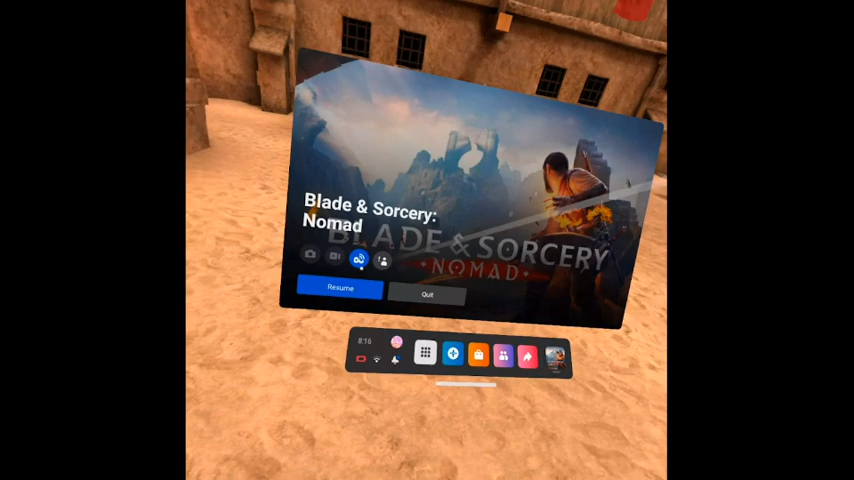 Blade & Sorcery:
Nomad
BLADE & SORCERY
NOMAD
Resume
Quit
8:16